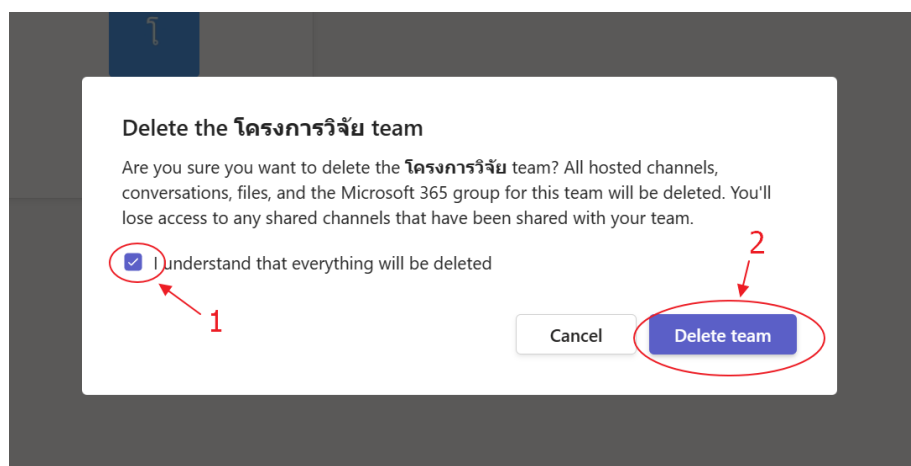 โ
Delete the โครงการวิจัย team
Are you sure you want to delete the โครงการวิจัย team? All hosted channels,
conversations, files, and the Microsoft 365 group for this team will be deleted. You'll
lose access to any shared channels that have been shared with your team.
I understand that everything will be deleted
1
2
Cancel
Delete team